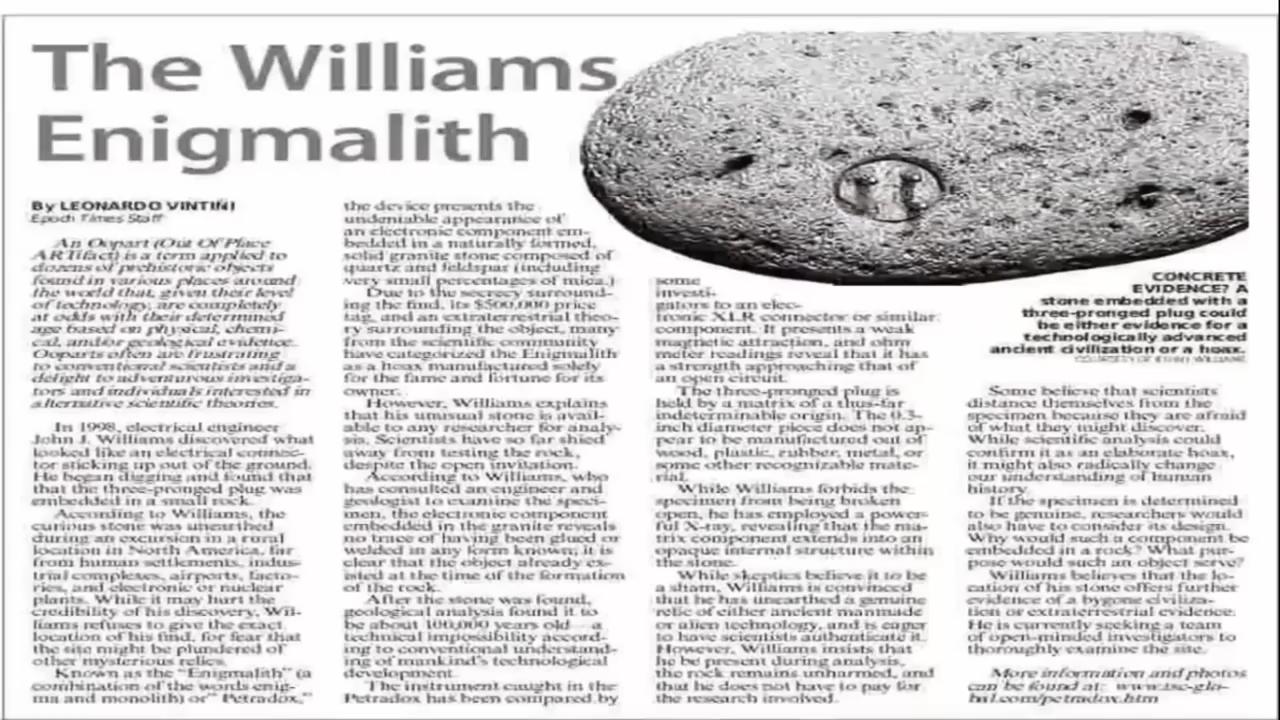 The Williams
Enigmalith
By LEONARDO VINTIÑI
Epoch Times Staff
An Oopart (Out Of Place
ARTifact) is a term applied to
dozens of prehistoric objects
found in various places around
the world that, given their level
of technology, are completely
at odds with their determined
age based on physical, chemi-
cal, and/or geological evidence.
Ooparts often are frustrating
to conventional scientists and a
delight to adventurous investiga-
tors and individuals interested in
alternative scientific theories.
In 1998, electrical engineer
John J. Williams discovered what
looked like an electrical connec-
tor sticking up out of the ground.
He began digging and found that
that the three-pronged plug was
embedded in a small rock.
According to Williams, the
curious stone was unearthed
during an excursion in a rural
location in North America, far
from human settlements, indus-
trial complexes, airports, facto-
ries, and electronic or nuclear
plants. While it may hurt the
credibility of his discovery, Wil-
liams refuses to give the exact
location of his find, for fear that
the site might be plundered of
other mysterious relics.
Known as the "Enigmalith" (a
combination of the words enig-
ma and monolith) or" Petradox,"
the device presents the
undeniable appearance of
an electronic component em-
bedded in a naturally formed,
solid granite stone composed of
quartz and feldspar (including
very small percentages of mica.)
Due to the secrecy surround-
ing the find, its $500,000 price
tag, and an extraterrestrial theo-
ry surrounding the object, many
from the scientific community
have categorized the Enigmalith
as a hoax manufactured solely
for the fame and fortune for its
owner.
However, Williams explains
that his unusual stone is avail-
able to any researcher for analy-
sis. Scientists have so far shied
away from testing the rock,
despite the open invitation.
According to Williams, who
has consulted an engineer and
geologist to examine the speci-
men, the electronic component
embedded in the granite reveals
no trace of having been glued or
welded in any form known; it is
clear that the object already ex-
isted at the time of the formation
of the rock.
After the stone was found,
geological analysis found it to
be about 100,000 years old—a
technical impossibility accord-
ing to conventional understand-
ing of mankind's technological
development.
The instrument caught in the
Petradox has been compared by
some
investi-
gators to an elec-
tronic XLR connector or similar
component. It presents a weak
magnetic attraction, and ohm
meter readings reveal that it has
a strength approaching that of
an open circuit.
The three-pronged plug is
held by a matrix of a thus-far
indeterminable origin. The 0.3-
inch diameter piece does not ap-
pear to be manufactured out of
wood, plastic, rubber, metal, or
some other recognizable mate-
rial.
While Williams forbids the
specimen from being broken
open, he has employed a power-
ful X-ray, revealing that the ma-
trix component extends into an
opaque internal structure within
the stone.
While skeptics believe it to be
a sham, Williams is convinced
that he has unearthed a genuine
relic of either ancient manmade
or alien technology, and is eager
to have scientists authenticate it.
However, Williams insists that
he be present during analysis,
the rock remains unharmed, and
that he does not have to pay for
the research involved.
CONCRETE
EVIDENCE? A
stone embedded with a
three-pronged plug could
be either evidence for a
technologically advanced
ancient civilization or a hoax.
COURTESY OF JOHN WILLIAMS
Some believe that scientists
distance themselves from the
specimen because they are afraid
of what they might discover.
While scientific analysis could
confirm it as an elaborate hoax,
it might also radically change
our understanding of human
history.
If the specimen is determined
to be genuine, researchers would
also have to consider its design.
Why would such a component be
embedded in a rock? What pur-
pose would such an object serve?
Williams believes that the lo-
cation of his stone offers further
evidence of a bygone civiliza-
tion or extraterrestrial evidence.
He is currently seeking a team
of open-minded investigators to
thoroughly examine the site.
More information and photos
can be found at: www.tsc-glo-
bal.com/petradox.htm